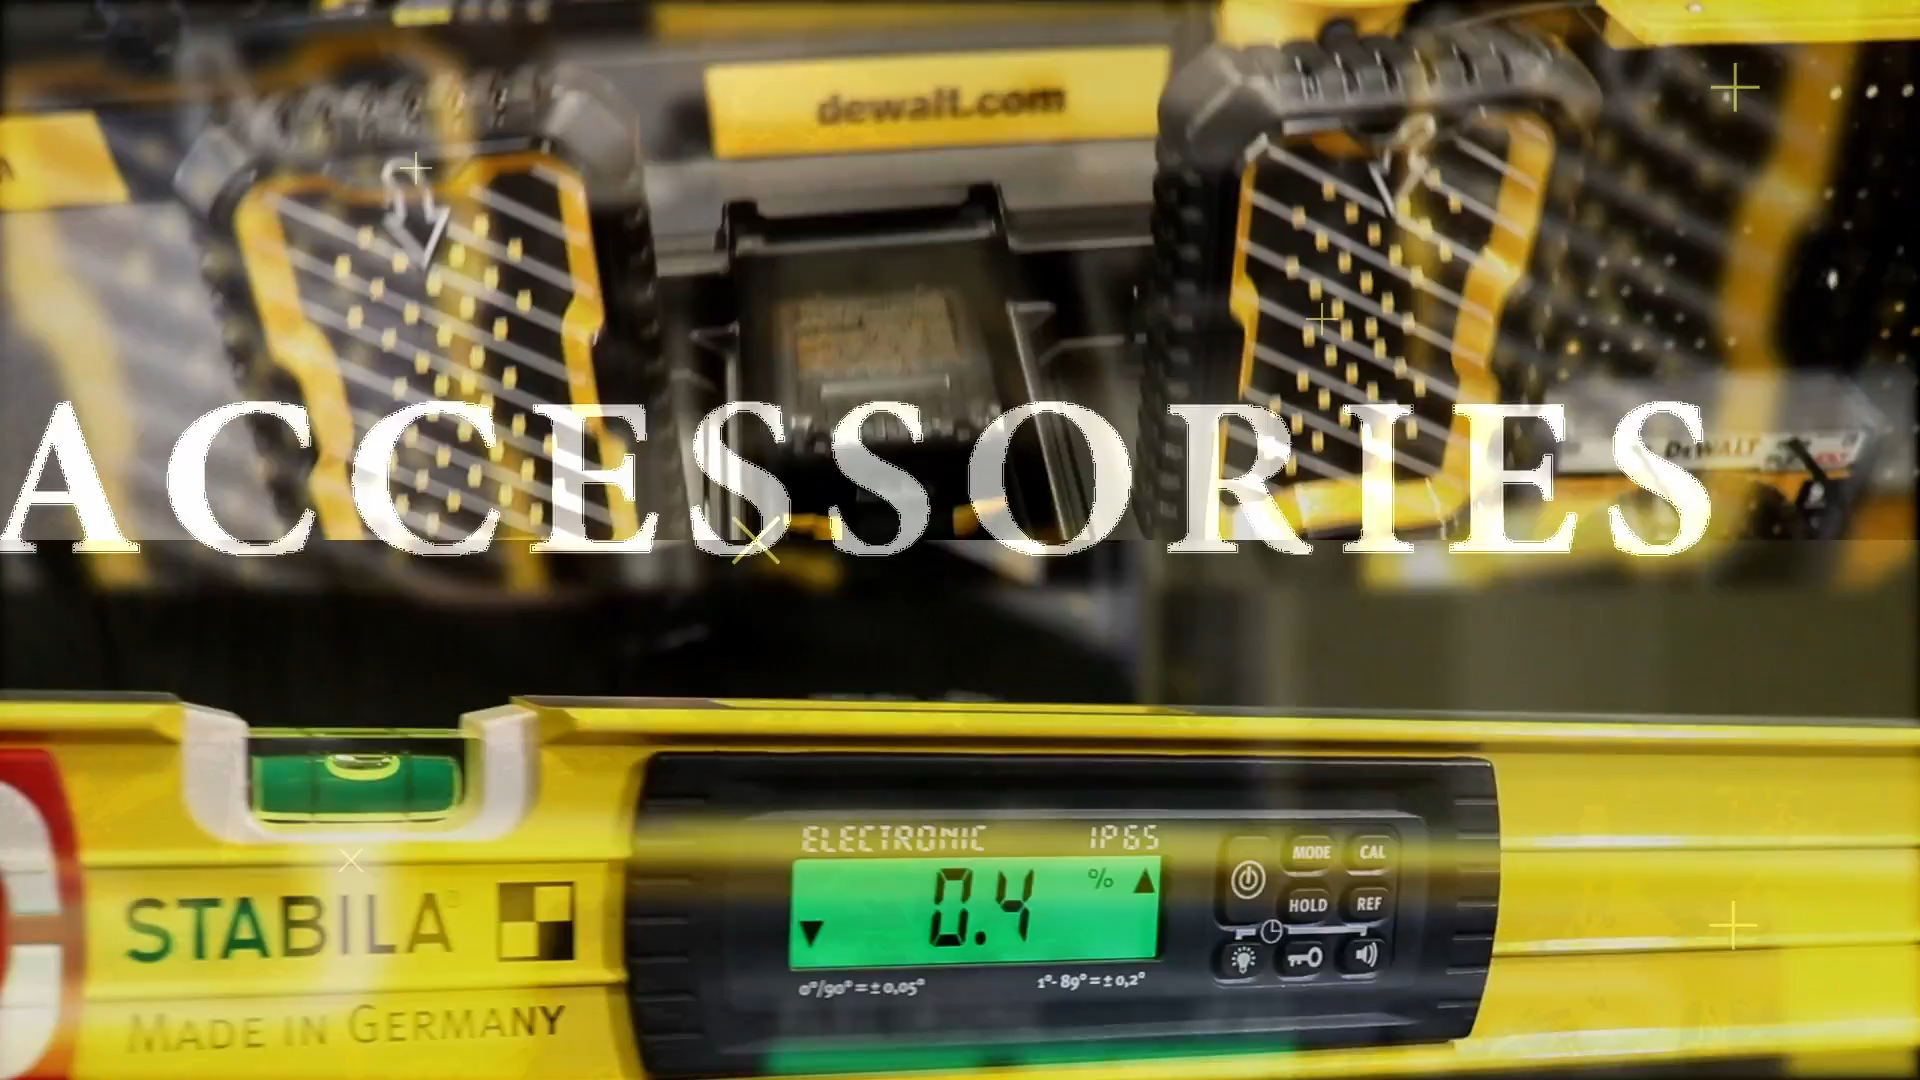 dewalt.com
ACCESSORIES
DEWALT
ELECTRONIC IP65
MODE CAL
0.4 %
HOLD REF
STABILA
0°/90° = ± 0,05° 1°- 89° = ± 0,2°
MADE IN GERMANY